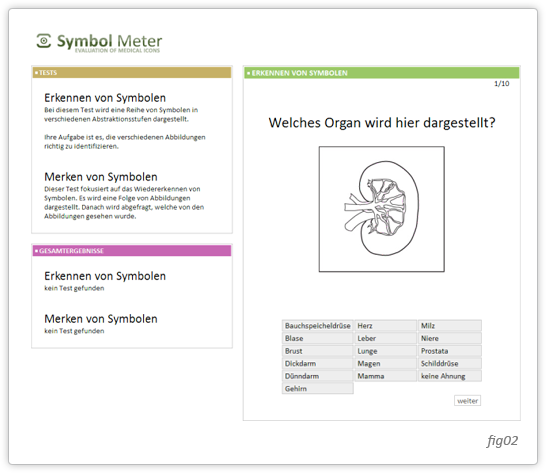 Symbol Meter
EVALUATION OF MEDICAL ICONS
TESTS
Erkennen von Symbolen
Bei diesem Test wird eine Reihe von Symbolen in
verschiedenen Abstraktionsstufen dargestellt.
Ihre Aufgabe ist es, die verschiedenen Abbildungen
richtig zu identifizieren.
Merken von Symbolen
Dieser Test fokusiert auf das Wiedererkennen von
Symbolen. Es wird eine Folge von Abbildungen
dargestellt. Danach wird abgefragt, welche von den
Abbildungen gesehen wurde.
GESAMTERGEBNISSE
Erkennen von Symbolen
kein Test gefunden
Merken von Symbolen
kein Test gefunden
ERKENNEN VON SYMBOLEN
1/10
Welches Organ wird hier dargestellt?
Bauchspeicheldrüse Herz Milz
Blase Leber Niere
Brust Lunge Prostata
Dickdarm Magen Schilddrüse
Dünndarm Mamma keine Ahnung
Gehirn
weiter
fig02